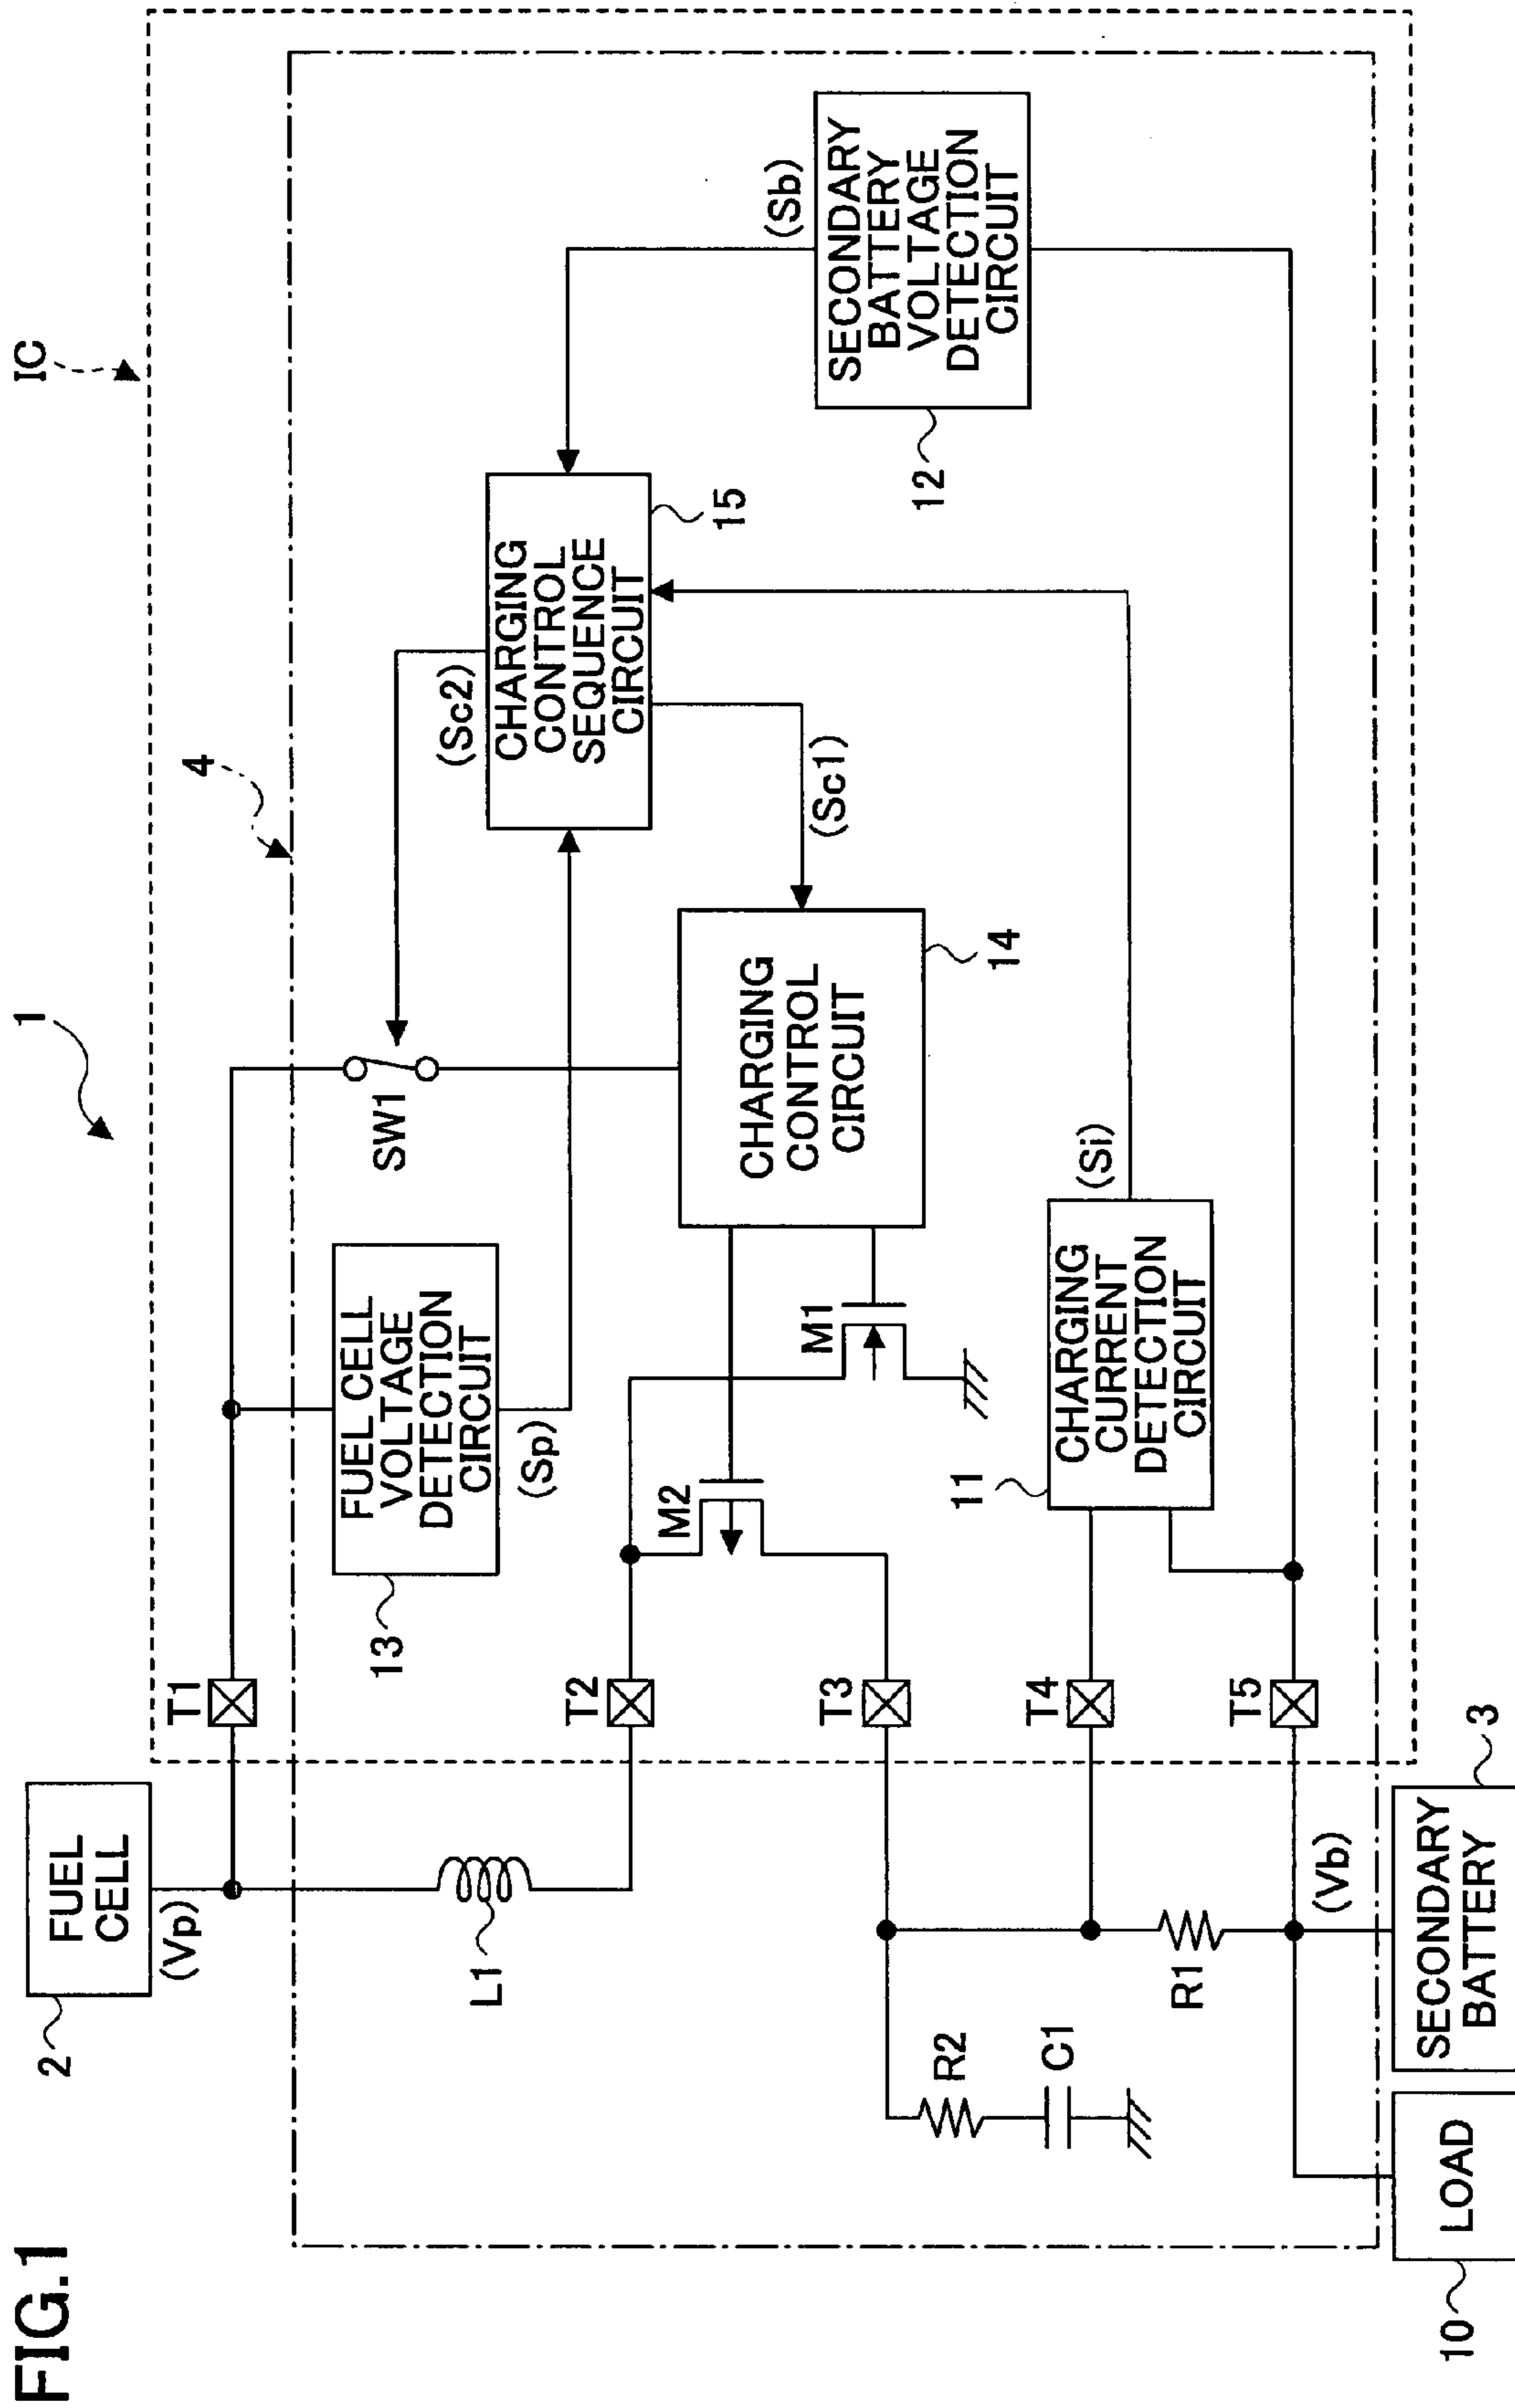 FIG.1
1
IC
2
FUEL
CELL
(Vp)
T1
4
13
FUEL CELL
VOLTAGE
DETECTION
CIRCUIT
(Sp)
SW1
(Sc2)
CHARGING
CONTROL
SEQUENCE
CIRCUIT
15
(Sb)
SECONDARY
BATTERY
VOLTAGE
DETECTION
CIRCUIT
12
L1
T2
M2
M1
CHARGING
CONTROL
CIRCUIT
14
(Sc1)
T3
R2
C1
T4
11
CHARGING
CURRENT
DETECTION
CIRCUIT
(Si)
R1
T5
(Vb)
10
LOAD
SECONDARY
BATTERY
3